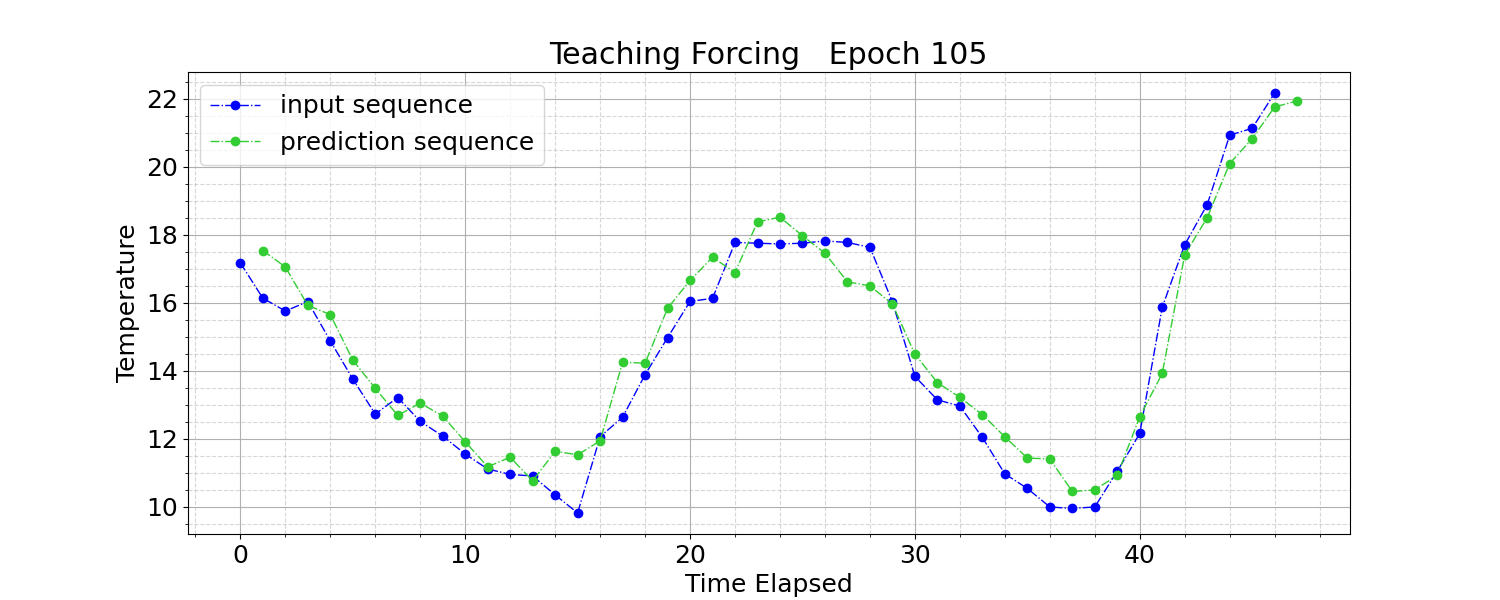 Teaching Forcing   Epoch 105
input sequence
prediction sequence
Temperature
22
20
18
16
14
12
10
0 10 20 30 40
Time Elapsed